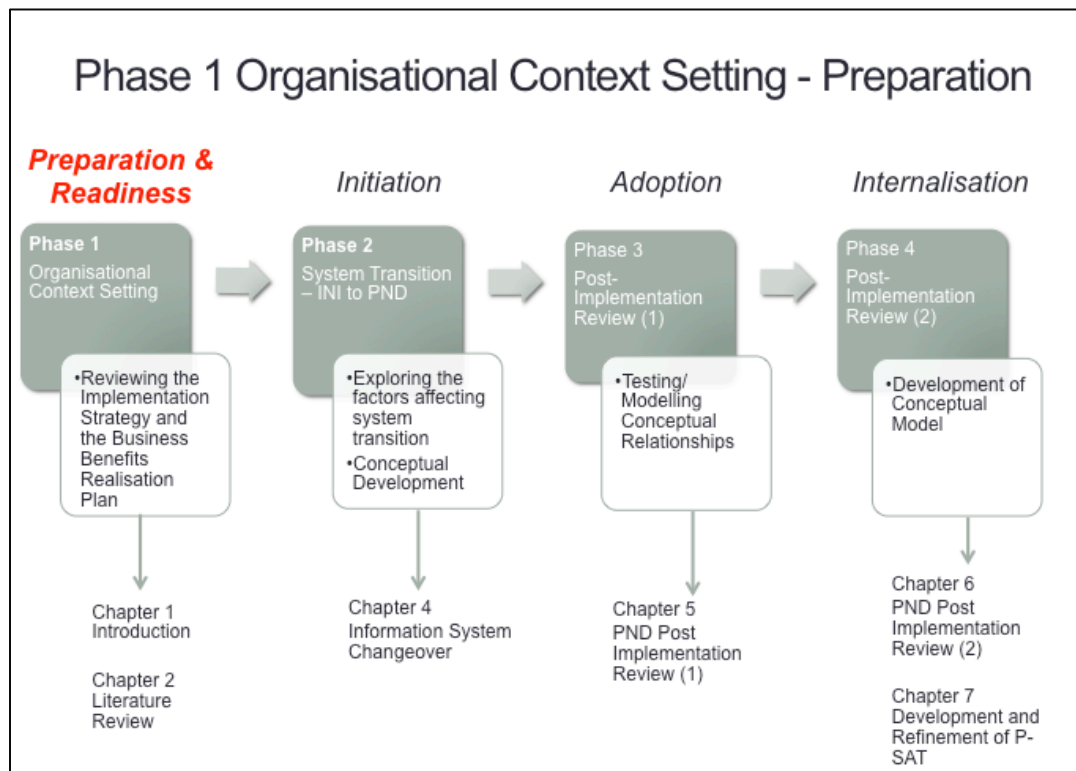 Phase 1 Organisational Context Setting - Preparation
Preparation &
Readiness
Phase 1
Organisational
Context Setting
•Reviewing the
Implementation
Strategy and
the Business
Benefits
Realisation
Plan
Chapter 1
Introduction
Chapter 2
Literature
Review
Initiation
Phase 2
System Transition
– INI to PND
•Exploring the
factors affecting
system
transition
•Conceptual
Development
Chapter 4
Information System
Changeover
Adoption
Phase 3
Post-
Implementation
Review (1)
•Testing/
Modelling
Conceptual
Relationships
Chapter 5
PND Post
Implementation
Review (1)
Internalisation
Phase 4
Post-
Implementation
Review (2)
•Development of
Conceptual
Model
Chapter 6
PND Post
Implementation
Review (2)
Chapter 7
Development and
Refinement of P-
SAT